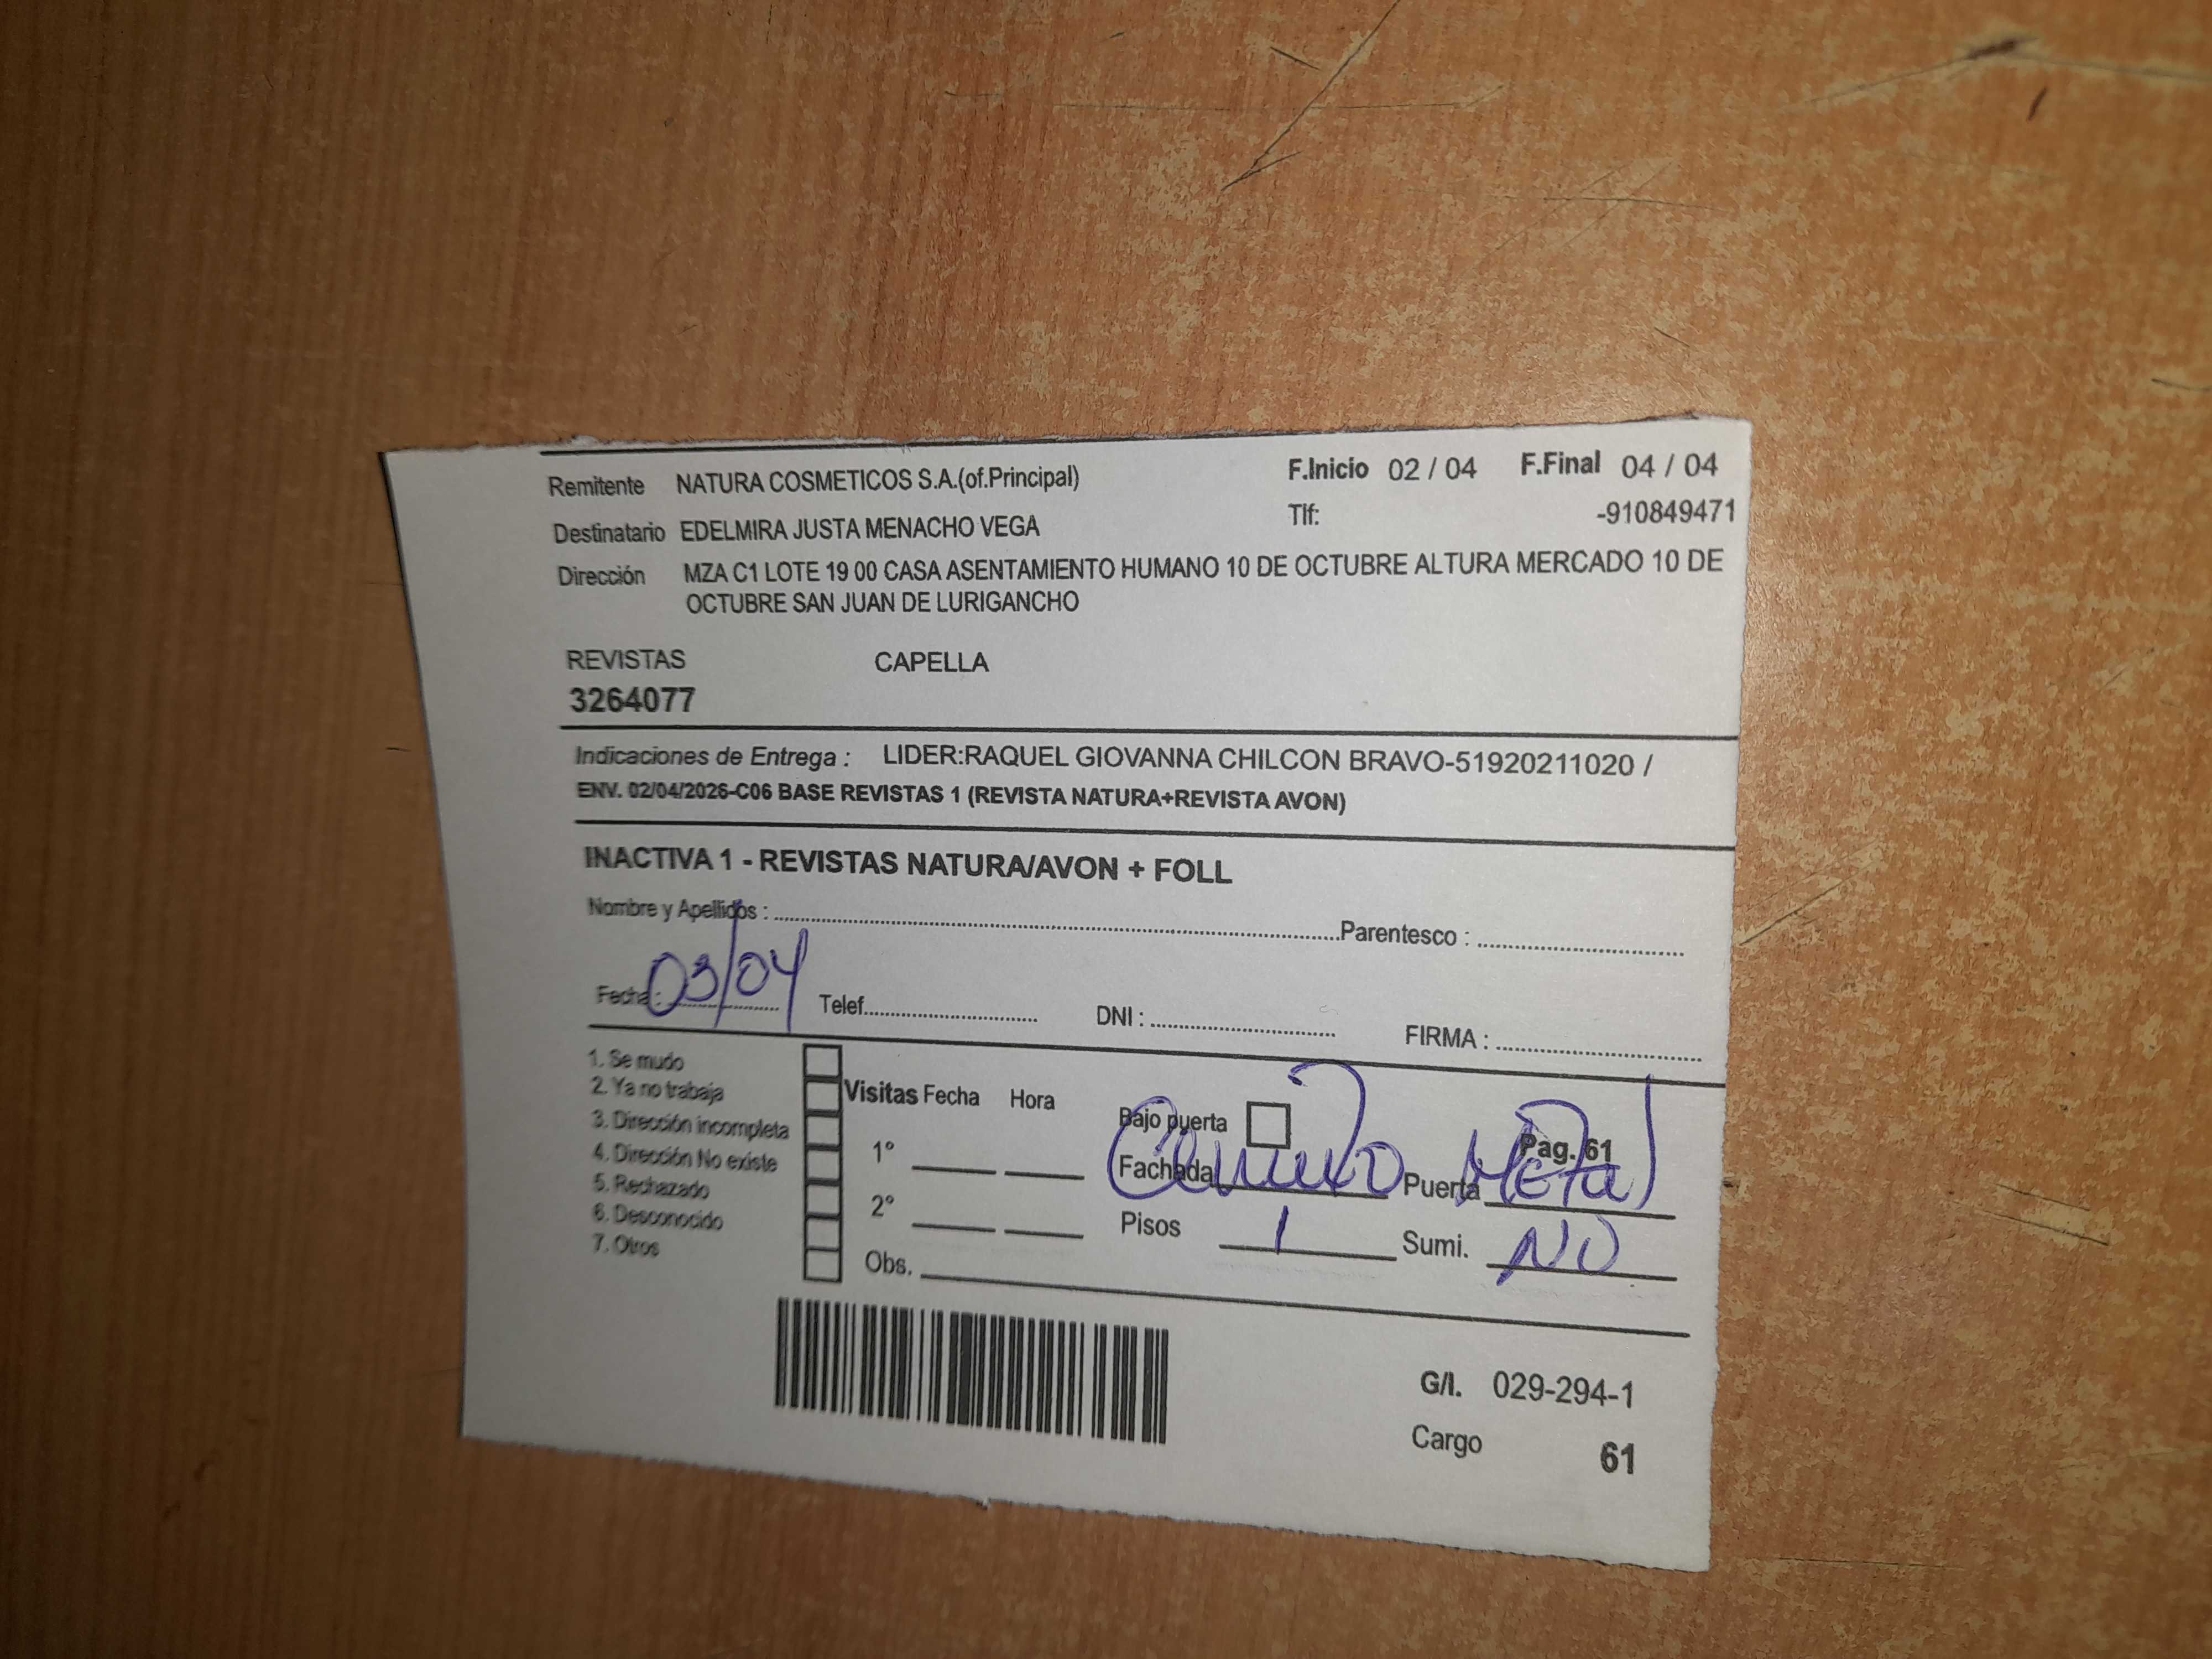 Remitente NATURA COSMETICOS S.A.(of.Principal) F.Inicio 02 / 04 F.Final 04 / 04
Destinatario EDELMIRA JUSTA MENACHO VEGA Tlf: -910849471
Dirección MZA C1 LOTE 19 00 CASA ASENTAMIENTO HUMANO 10 DE OCTUBRE ALTURA MERCADO 10 DE
OCTUBRE SAN JUAN DE LURIGANCHO
REVISTAS CAPELLA
3264077
Indicaciones de Entrega : LIDER:RAQUEL GIOVANNA CHILCON BRAVO-51920211020 /
ENV. 02/04/2026-C06 BASE REVISTAS 1 (REVISTA NATURA+REVISTA AVON)
INACTIVA 1 - REVISTAS NATURA/AVON + FOLL
Nombre y Apellidos : Parentesco :
Fecha : 03/04 Telef. DNI : FIRMA :
1. Se mudo
2. Ya no trabaja
3. Dirección incompleta
4. Dirección No existe
5. Rechazado
6. Desconocido
7. Otros
Visitas Fecha Hora
1°
2°
Obs.
Bajo puerta Pag. 61
Fachada Puerta Metal
Pisos 1 Sumi. NO
G/I. 029-294-1
Cargo 61